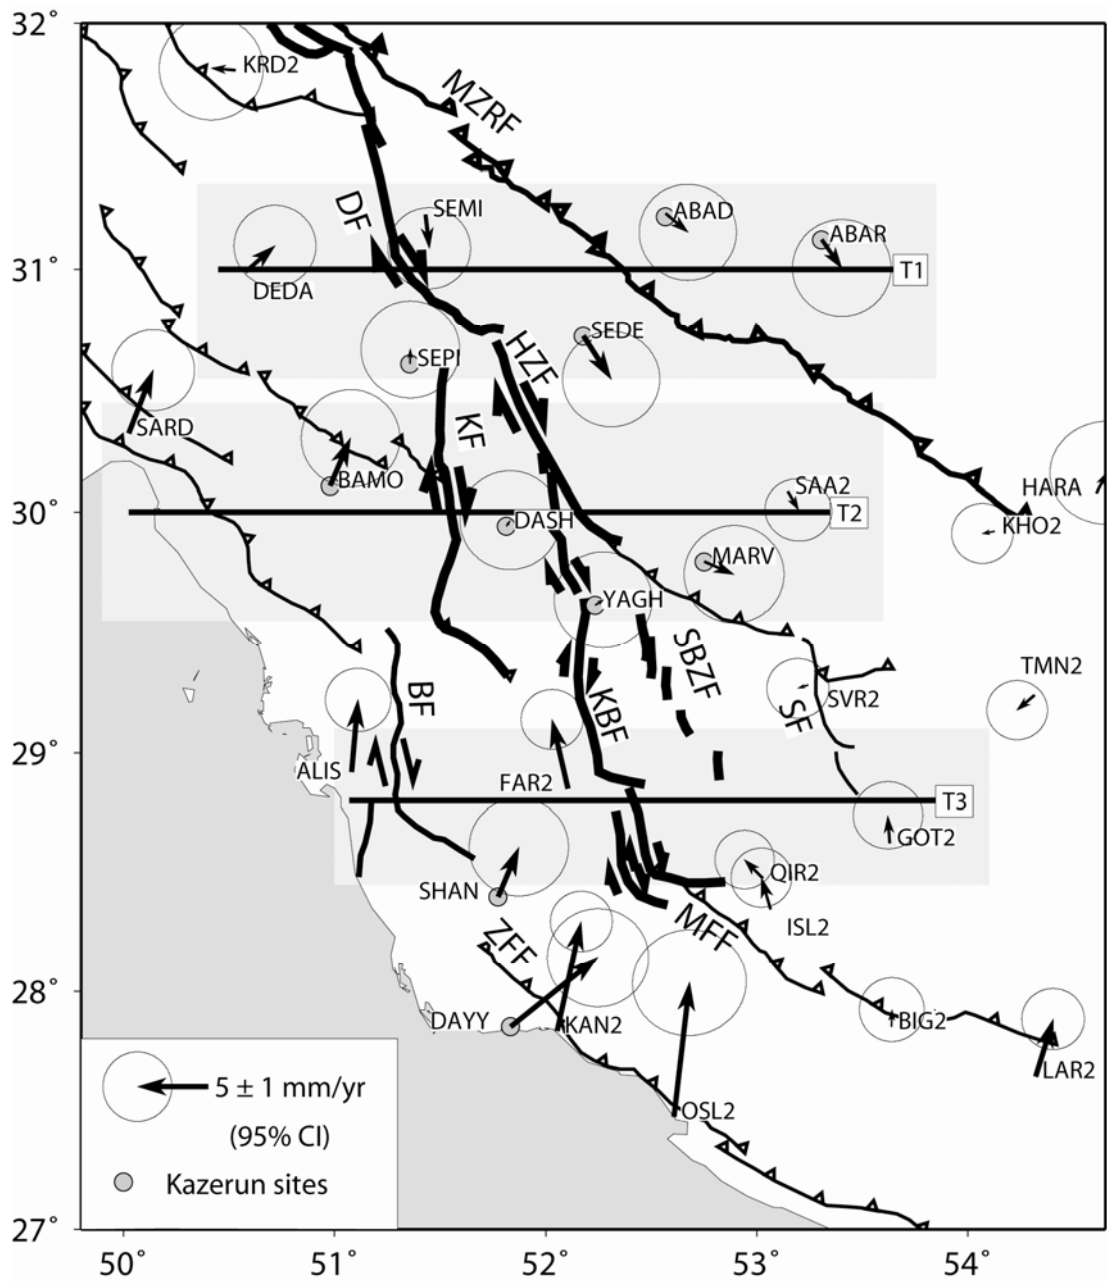 32°
KRD2
MZRF
DF
SEMI
ABAD
ABAR
31°
DEDA
T1
SEPI
HZF
SEDE
SARD
KF
BAMO
SAA2
HARA
30°
DASH
T2
KHO2
MARV
YAGH
SBZF
TMN2
BF
KBF
SF
SVR2
29°
ALIS
FAR2
T3
GOT2
SHAN
QIR2
MFF
ISL2
ZFF
28°
DAYY
KAN2
BIG2
LAR2
OSL2
5 ± 1 mm/yr
(95% CI)
Kazerun sites
27°
50°
51°
52°
53°
54°